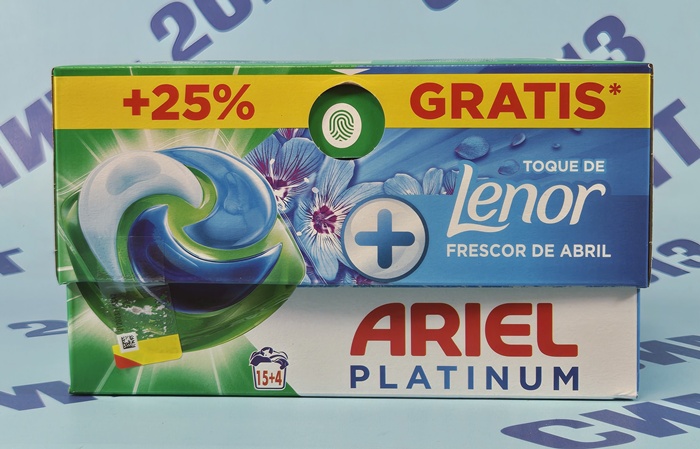 +25% GRATIS*
TOQUE DE
Lenor
FRESCOR DE ABRIL
ARIEL
PLATINUM
15+4